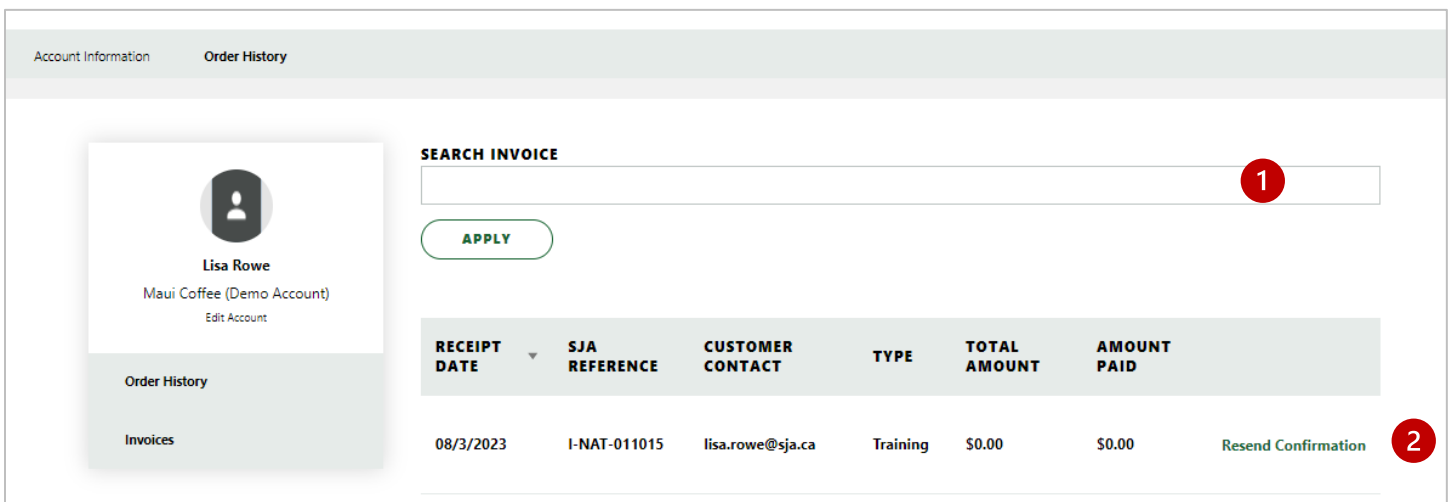 Account Information Order History
Lisa Rowe
Maui Coffee (Demo Account)
Edit Account
Order History
Invoices
SEARCH INVOICE
1
APPLY
RECEIPT DATE SJA REFERENCE CUSTOMER CONTACT TYPE TOTAL AMOUNT AMOUNT PAID
08/3/2023 I-NAT-011015 lisa.rowe@sja.ca Training $0.00 $0.00 Resend Confirmation 2